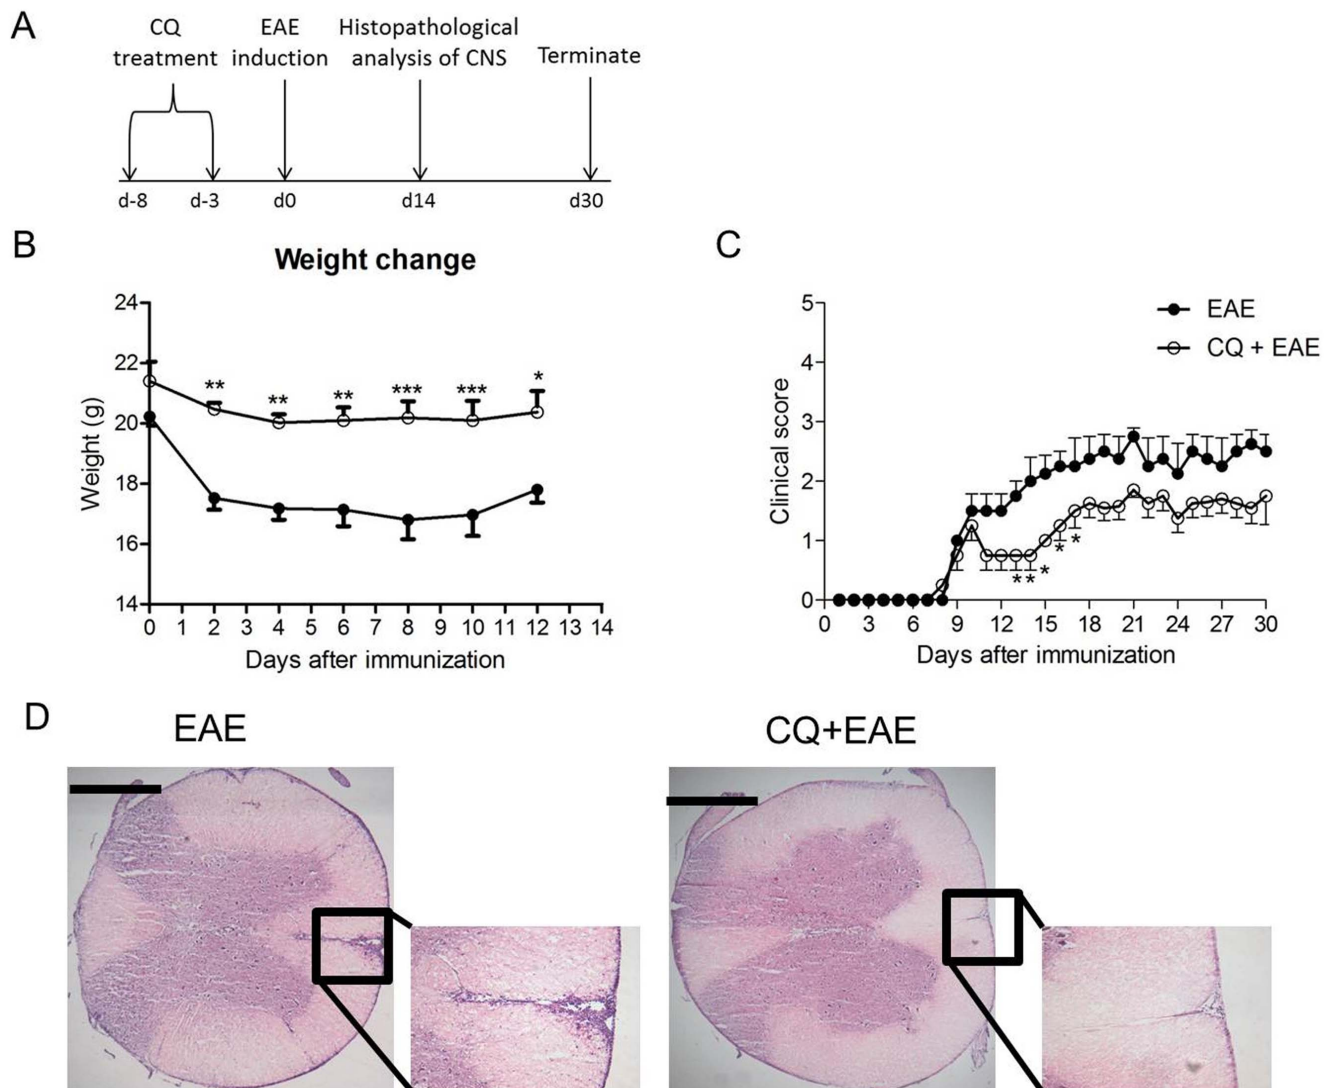 A
CQ
treatment
EAE
induction
Histopathological
analysis of CNS
Terminate
d-8
d-3
d0
d14
d30
B
Weight change
24
22
20
18
16
14
Weight (g)
** ** ** *** *** *
0 1 2 3 4 5 6 7 8 9 10 11 12 13 14
Days after immunization
C
5
4
3
2
1
0
Clinical score
EAE
CQ + EAE
** * * *
0 3 6 9 12 15 18 21 24 27 30
Days after immunization
D
EAE
CQ+EAE